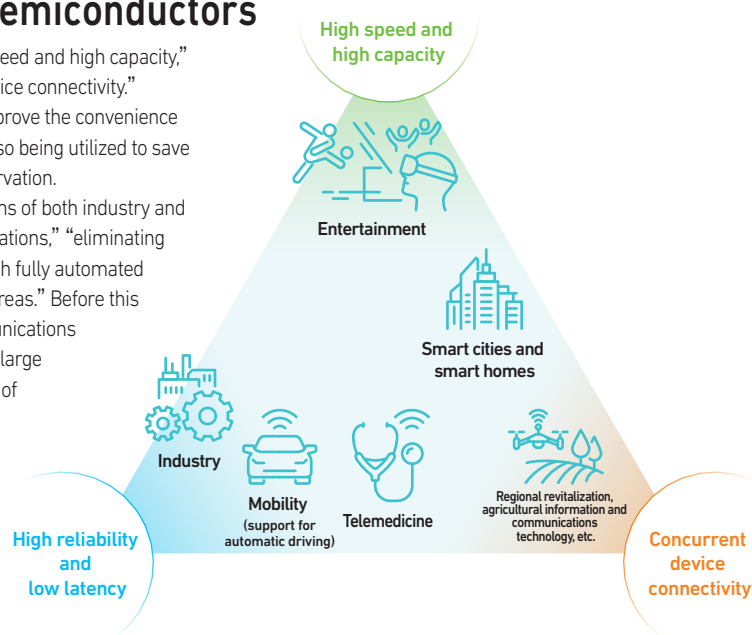 emiconductors
eed and high capacity,”
ice connectivity.”
prove the convenience
so being utilized to save
rvation.
ns of both industry and
ations,” “eliminating
h fully automated
reas.” Before this
unications
large
of
High speed and
high capacity
Entertainment
Smart cities and
smart homes
Industry
Mobility
(support for
automatic driving)
Telemedicine
Regional revitalization,
agricultural information and
communications
technology, etc.
High reliability
and
low latency
Concurrent
device
connectivity